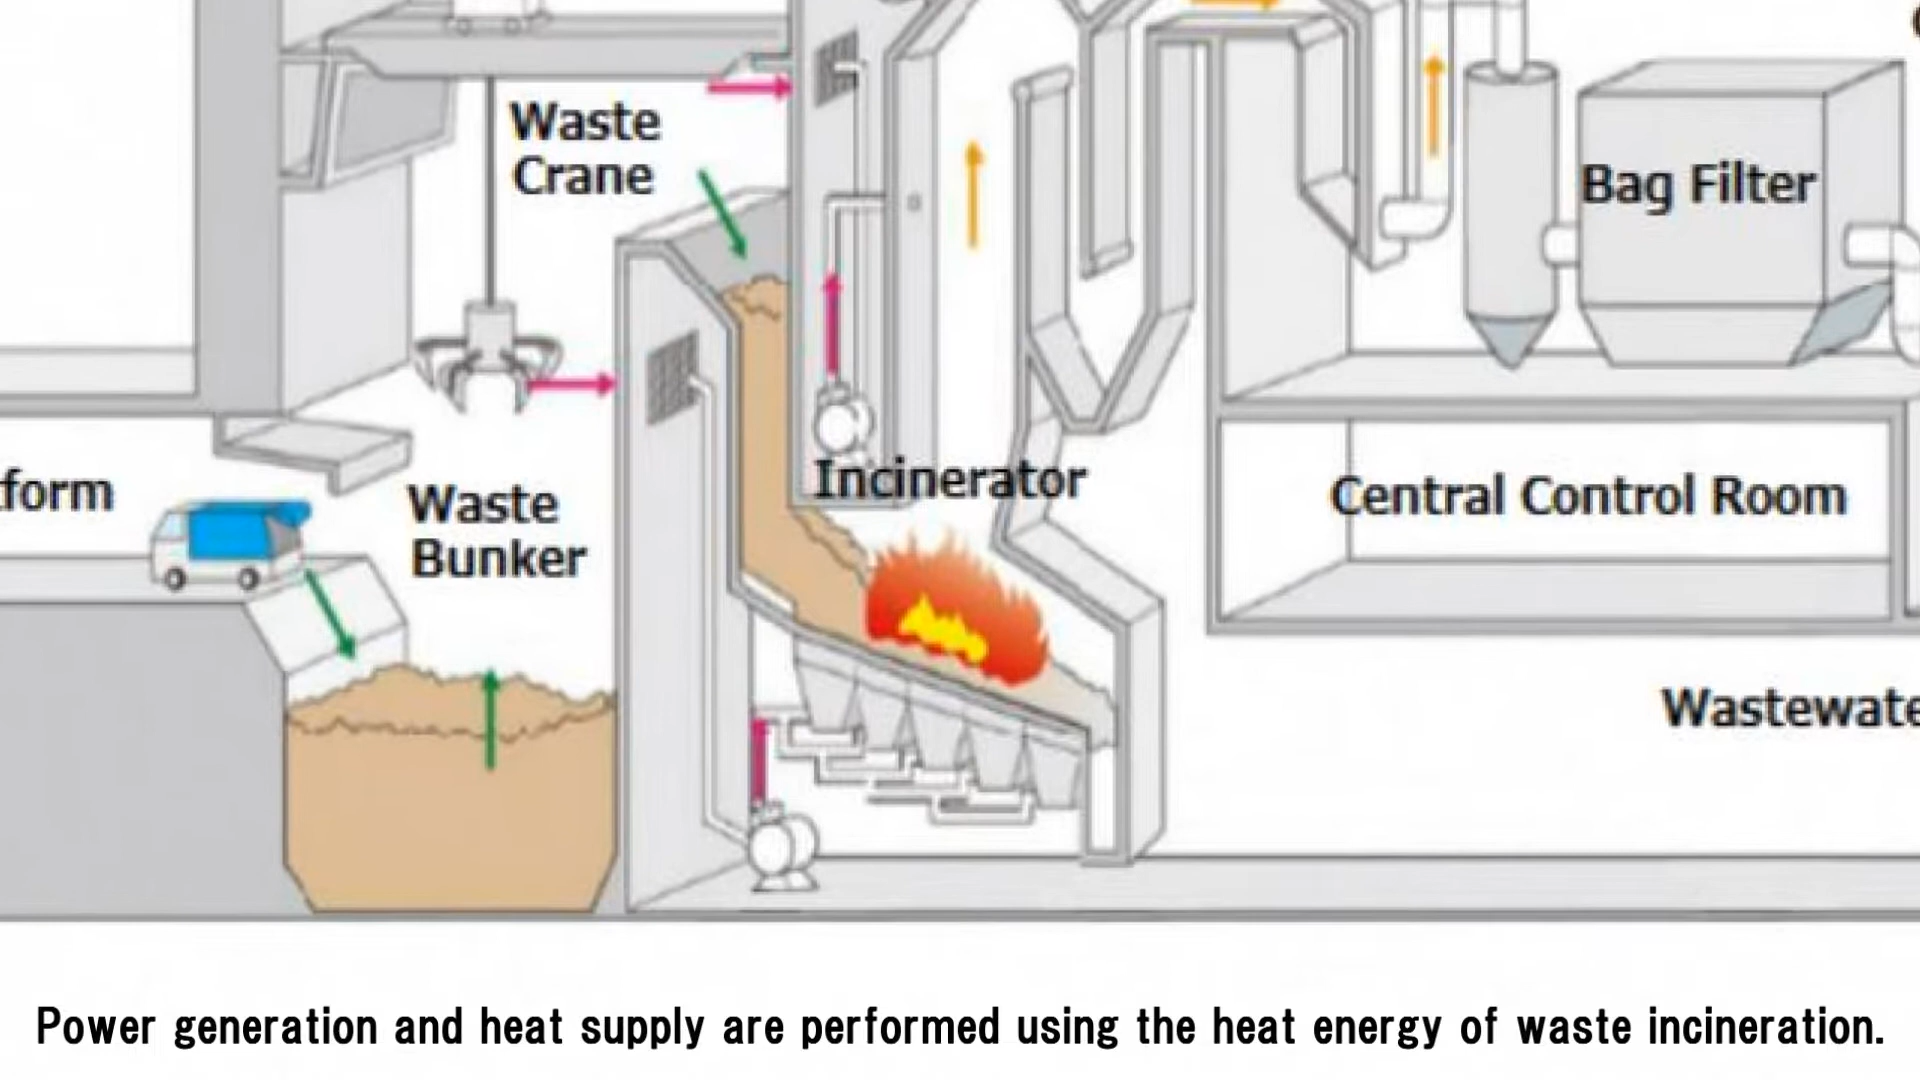 Waste
Crane
Bag Filter
Incinerator
form
Waste
Bunker
Central Control Room
Wastewate
Power generation and heat supply are performed using the heat energy of waste incineration.